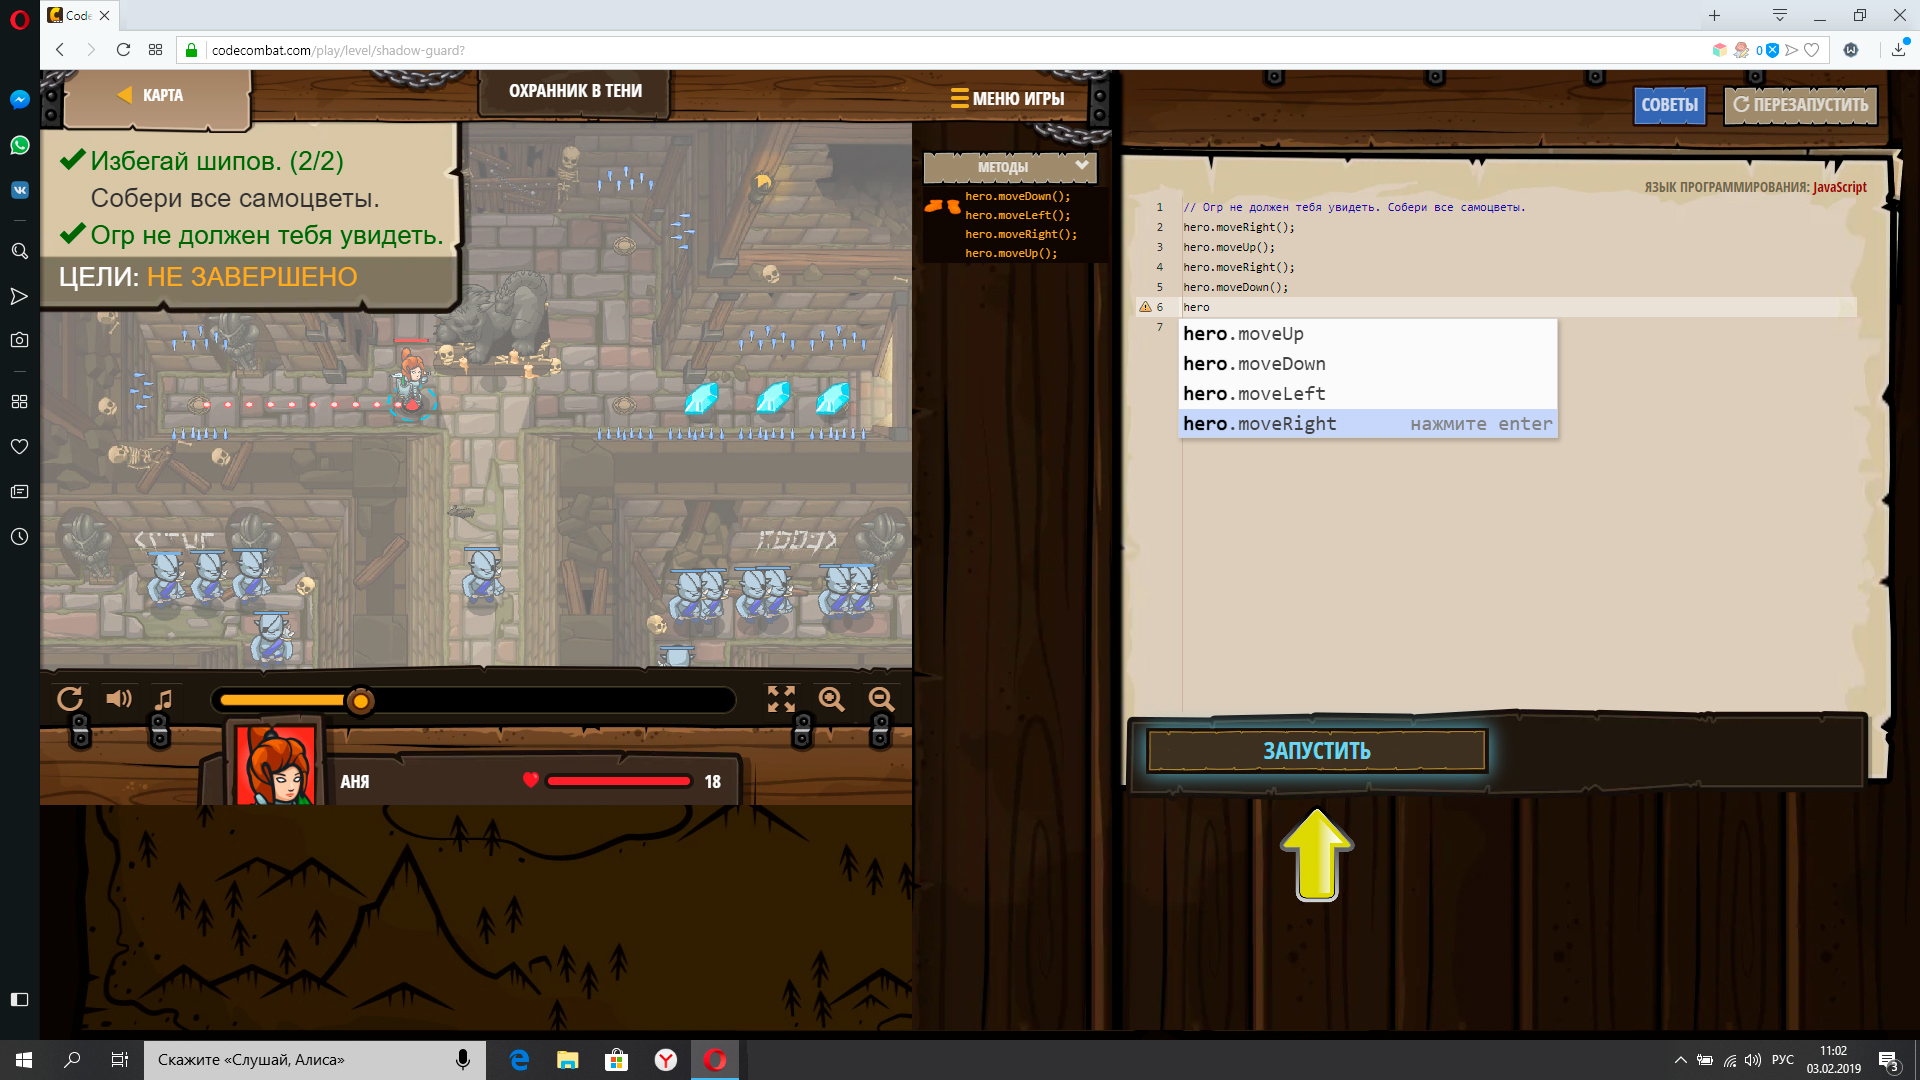 Code
codecombat.com/play/level/shadow-guard?
0
КАРТА
ОХРАННИК В ТЕНИ
МЕНЮ ИГРЫ
СОВЕТЫ
ПЕРЕЗАПУСТИТЬ
Избегай шипов. (2/2)
Собери все самоцветы.
Огр не должен тебя увидеть.
ЦЕЛИ: НЕ ЗАВЕРШЕНО
МЕТОДЫ
hero.moveDown();
hero.moveLeft();
hero.moveRight();
hero.moveUp();
ЯЗЫК ПРОГРАММИРОВАНИЯ: JavaScript
1 // Огр не должен тебя увидеть. Собери все самоцветы.
2 hero.moveRight();
3 hero.moveUp();
4 hero.moveRight();
5 hero.moveDown();
6 hero
7
hero.moveUp
hero.moveDown
hero.moveLeft
hero.moveRight нажмите enter
ЗАПУСТИТЬ
АНЯ
18
Скажите «Слушай, Алиса»
РУС
11:02
03.02.2019
3